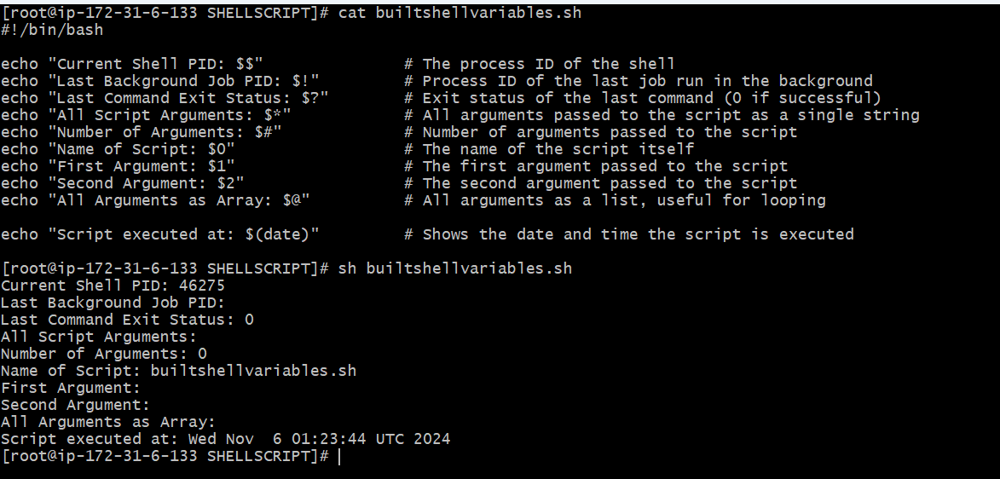 [root@ip-172-31-6-133 SHELLSCRIPT]# cat builtshellvariables.sh
#!/bin/bash

echo "Current Shell PID: $$"               # The process ID of the shell
echo "Last Background Job PID: $!"         # Process ID of the last job run in the background
echo "Last Command Exit Status: $?"        # Exit status of the last command (0 if successful)
echo "All Script Arguments: $*"            # All arguments passed to the script as a single string
echo "Number of Arguments: $#"             # Number of arguments passed to the script
echo "Name of Script: $0"                  # The name of the script itself
echo "First Argument: $1"                  # The first argument passed to the script
echo "Second Argument: $2"                 # The second argument passed to the script
echo "All Arguments as Array: $@"          # All arguments as a list, useful for looping

echo "Script executed at: $(date)"         # Shows the date and time the script is executed

[root@ip-172-31-6-133 SHELLSCRIPT]# sh builtshellvariables.sh
Current Shell PID: 46275
Last Background Job PID:
Last Command Exit Status: 0
All Script Arguments:
Number of Arguments: 0
Name of Script: builtshellvariables.sh
First Argument:
Second Argument:
All Arguments as Array:
Script executed at: Wed Nov  6 01:23:44 UTC 2024
[root@ip-172-31-6-133 SHELLSCRIPT]#